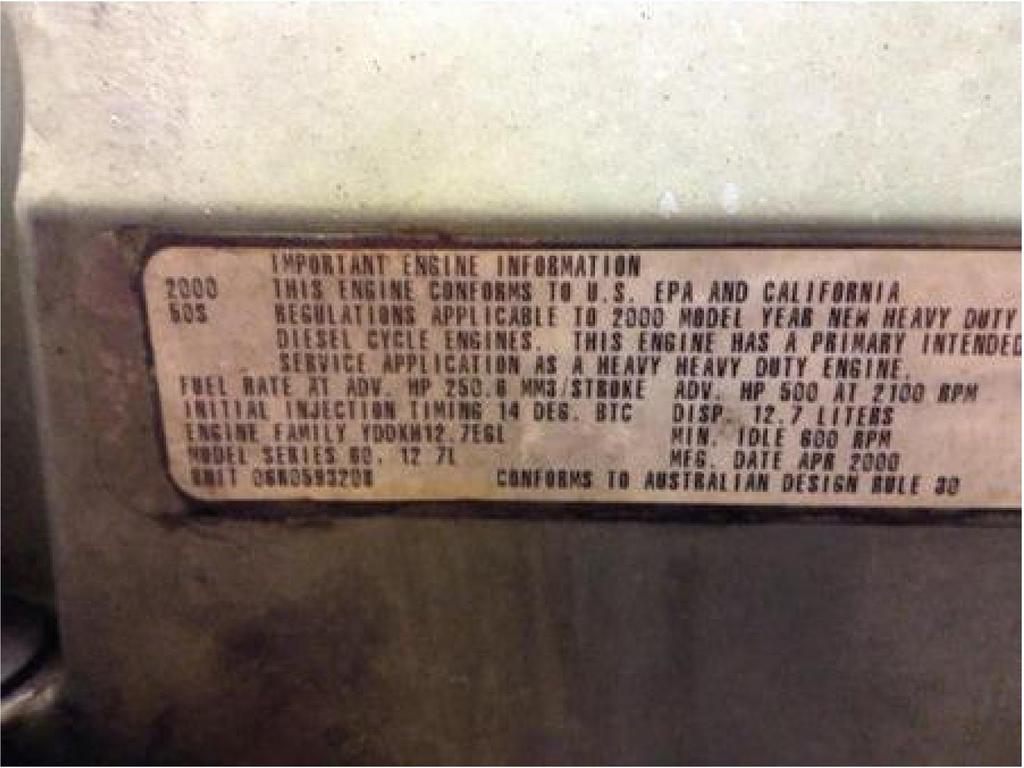 IMPORTANT ENGINE INFORMATION
2000 THIS ENGINE CONFORMS TO U.S. EPA AND CALIFORNIA
50S REGULATIONS APPLICABLE TO 2000 MODEL YEAR NEW HEAVY DUTY
DIESEL CYCLE ENGINES. THIS ENGINE HAS A PRIMARY INTENDED
SERVICE APPLICATION AS A HEAVY HEAVY DUTY ENGINE.
FUEL RATE AT ADV. HP 250.6 MM3/STROKE ADV. HP 500 AT 2100 RPM
INITIAL INJECTION TIMING 14 DEG. BTC DISP. 12.7 LITERS
ENGINE FAMILY YDDXH12.7EGL MIN. IDLE 600 RPM
MODEL SERIES 60, 12.7L MFG. DATE APR 2000
UNIT CONFORMS TO AUSTRALIAN DESIGN RULE 30